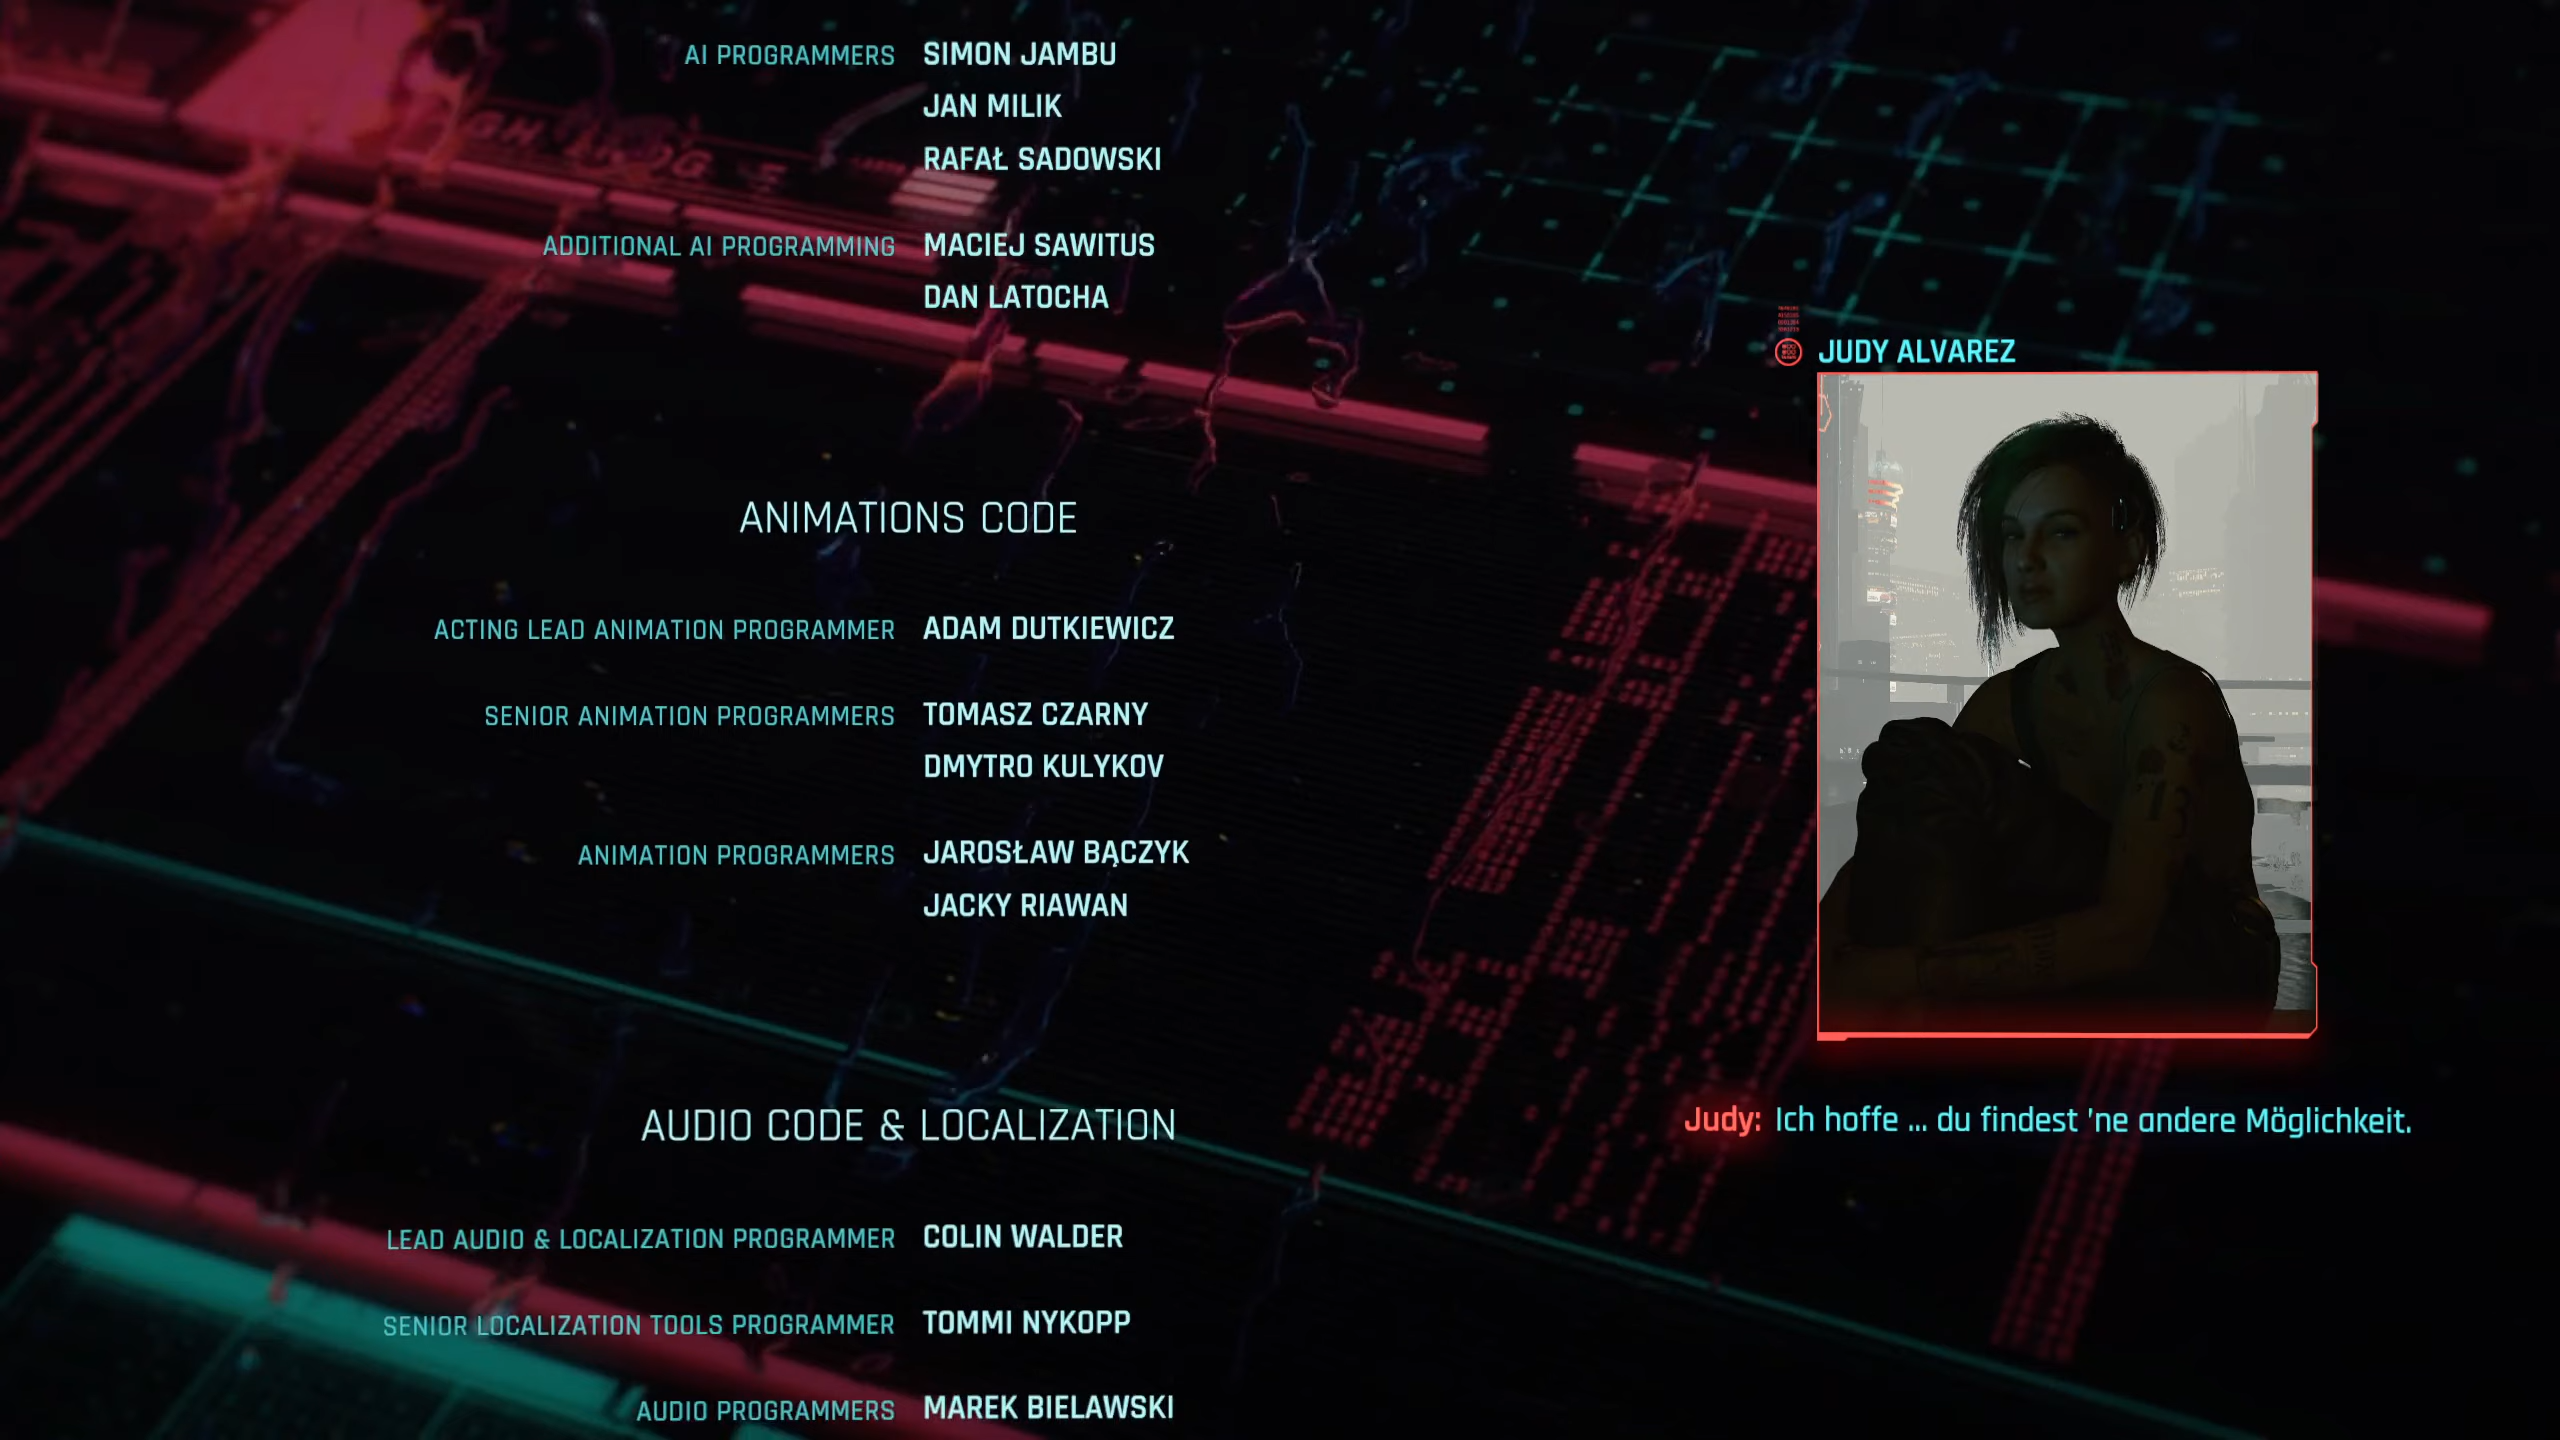 AI PROGRAMMERS SIMON JAMBU
JAN MILIK
RAFAŁ SADOWSKI
ADDITIONAL AI PROGRAMMING MACIEJ SAWITUS
DAN LATOCHA
ANIMATIONS CODE
ACTING LEAD ANIMATION PROGRAMMER ADAM DUTKIEWICZ
SENIOR ANIMATION PROGRAMMERS TOMASZ CZARNY
DMYTRO KULYKOV
ANIMATION PROGRAMMERS JAROSŁAW BĄCZYK
JACKY RIAWAN
AUDIO CODE & LOCALIZATION
LEAD AUDIO & LOCALIZATION PROGRAMMER COLIN WALDER
SENIOR LOCALIZATION TOOLS PROGRAMMER TOMMI NYKOPP
AUDIO PROGRAMMERS MAREK BIELAWSKI
JUDY ALVAREZ
Judy: Ich hoffe ... du findest 'ne andere Möglichkeit.